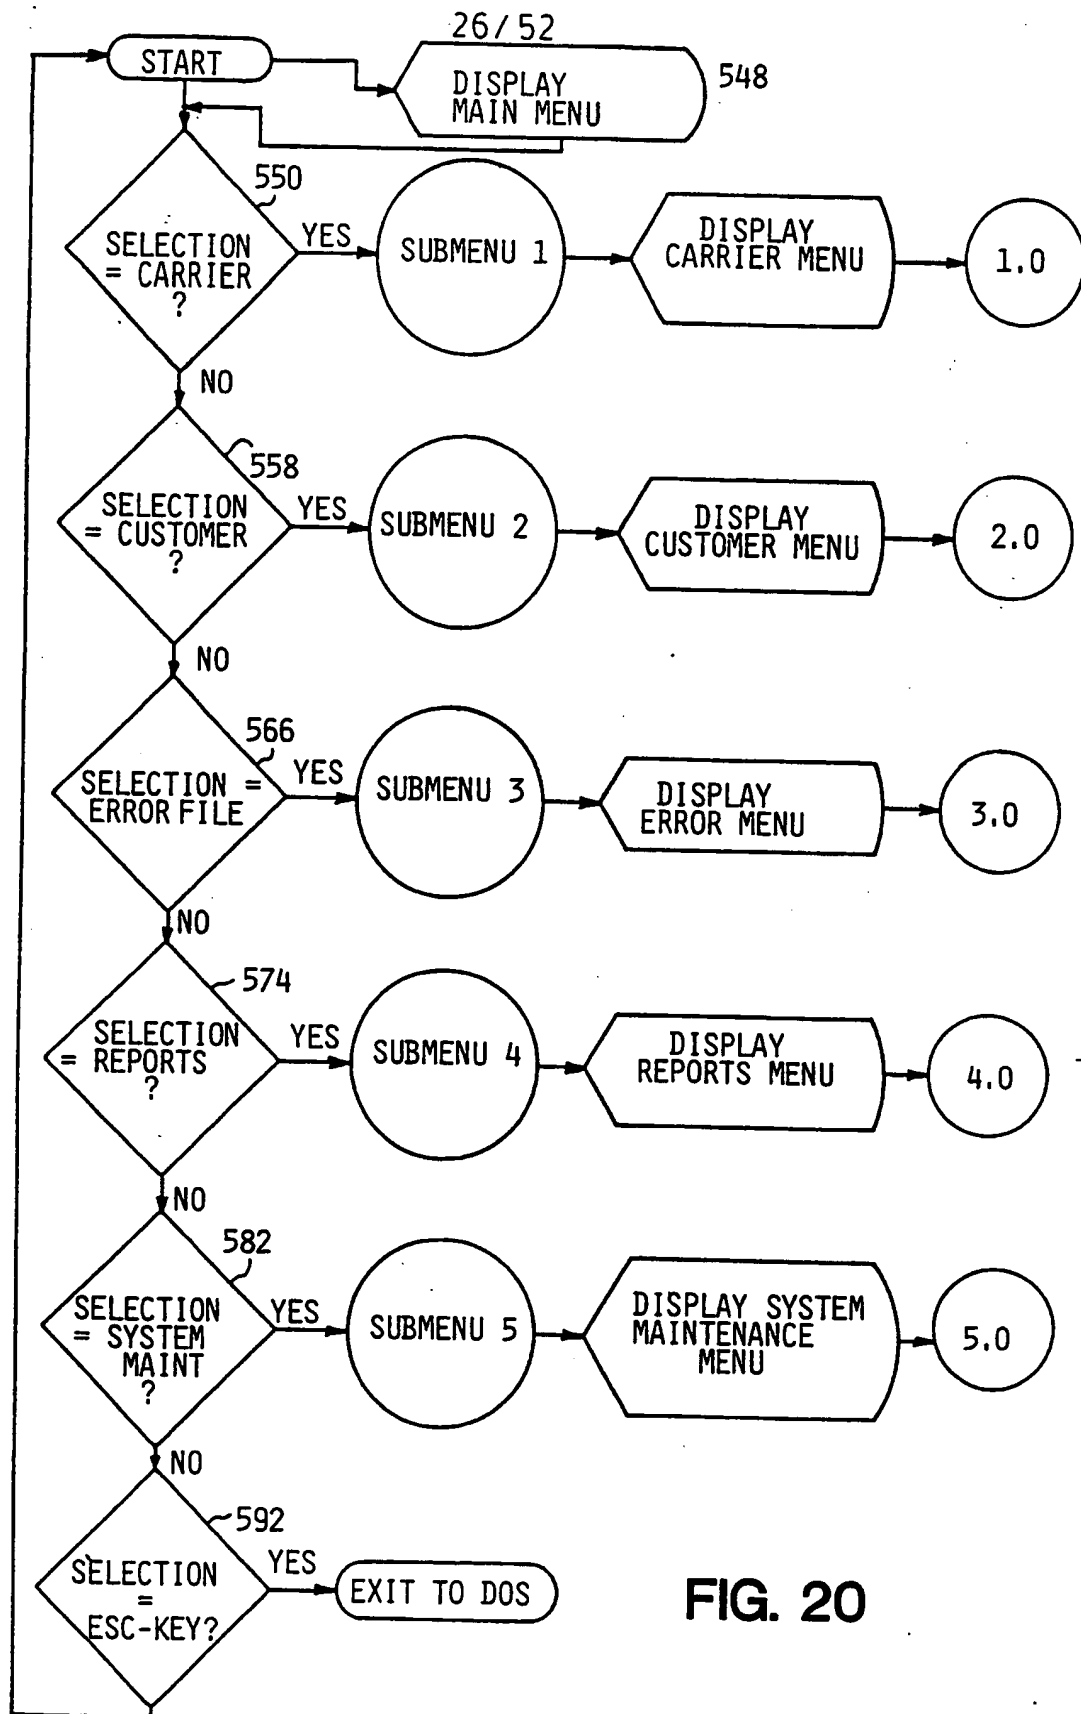 26/52
START
DISPLAY
MAIN MENU
548
550
SELECTION
= CARRIER
?
YES
SUBMENU 1
DISPLAY
CARRIER MENU
1.0
NO
558
SELECTION
= CUSTOMER
?
YES
SUBMENU 2
DISPLAY
CUSTOMER MENU
2.0
NO
566
SELECTION =
ERROR FILE
YES
SUBMENU 3
DISPLAY
ERROR MENU
3.0
NO
574
SELECTION
= REPORTS
?
YES
SUBMENU 4
DISPLAY
REPORTS MENU
4.0
NO
582
SELECTION
= SYSTEM
MAINT
?
YES
SUBMENU 5
DISPLAY SYSTEM
MAINTENANCE
MENU
5.0
NO
592
SELECTION
=
ESC-KEY?
YES
EXIT TO DOS
FIG. 20